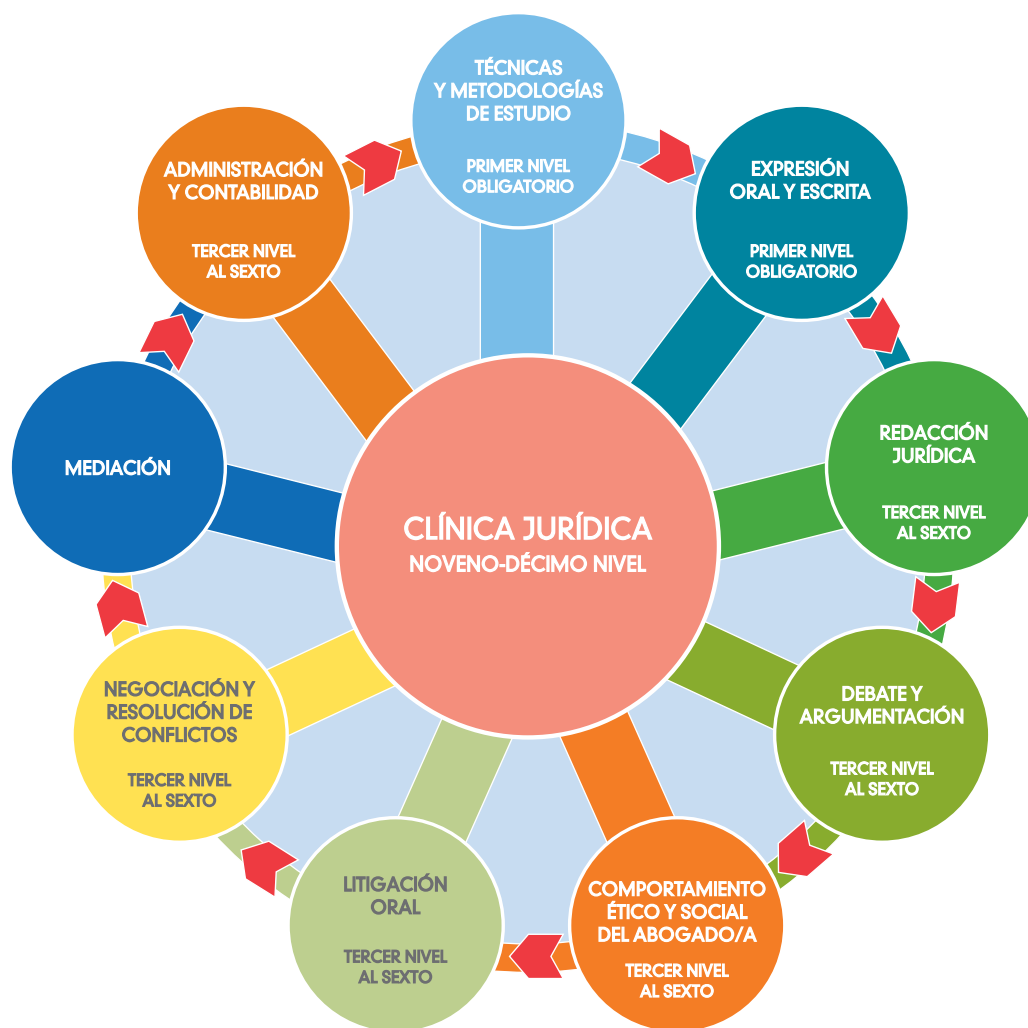 TÉCNICAS
Y METODOLOGÍAS
DE ESTUDIO
PRIMER NIVEL
OBLIGATORIO
EXPRESIÓN
ORAL Y ESCRITA
PRIMER NIVEL
OBLIGATORIO
REDACCIÓN
JURÍDICA
TERCER NIVEL
AL SEXTO
DEBATE Y
ARGUMENTACIÓN
TERCER NIVEL
AL SEXTO
COMPORTAMIENTO
ÉTICO Y SOCIAL
DEL ABOGADO/A
TERCER NIVEL
AL SEXTO
LITIGACIÓN
ORAL
TERCER NIVEL
AL SEXTO
NEGOCIACIÓN Y
RESOLUCIÓN DE
CONFLICTOS
TERCER NIVEL
AL SEXTO
MEDIACIÓN
ADMINISTRACIÓN
Y CONTABILIDAD
TERCER NIVEL
AL SEXTO
CLÍNICA JURÍDICA
NOVENO-DÉCIMO NIVEL